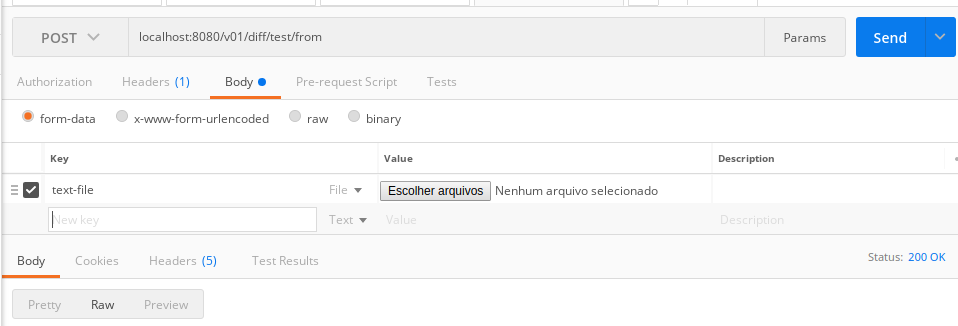 POST localhost:8080/v01/diff/test/from Params Send
Authorization Headers (1) Body Pre-request Script Tests
form-data x-www-form-urlencoded raw binary
Key Value Description
text-file File Escolher arquivos Nenhum arquivo selecionado
New key Text Value Description
Body Cookies Headers (5) Test Results Status: 200 OK
Pretty Raw Preview